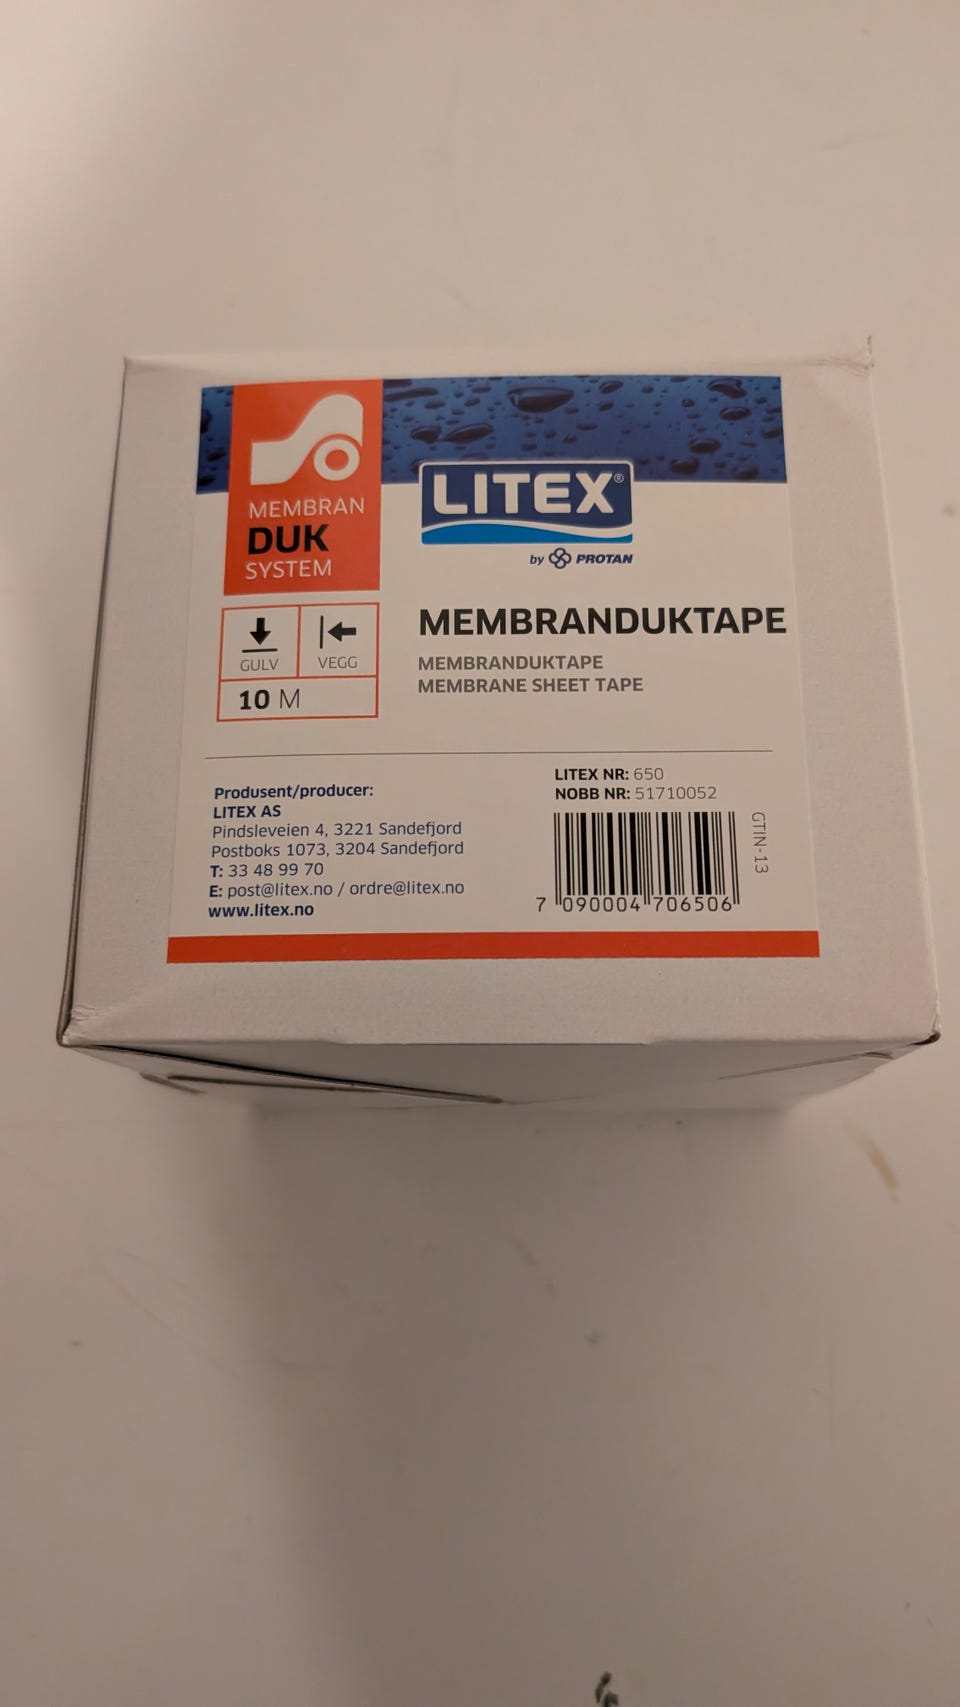 MEMBRAN
DUK
SYSTEM
LITEX®
by PROTAN
GULV
VEGG
10 M
MEMBRANDUKTAPE
MEMBRANDUKTAPE
MEMBRANE SHEET TAPE
Produsent/producer:
LITEX AS
Pindsleveien 4, 3221 Sandefjord
Postboks 1073, 3204 Sandefjord
T: 33 48 99 70
E: post@litex.no / ordre@litex.no
www.litex.no
LITEX NR: 650
NOBB NR: 51710052
GTIN-13
7 090004 706506